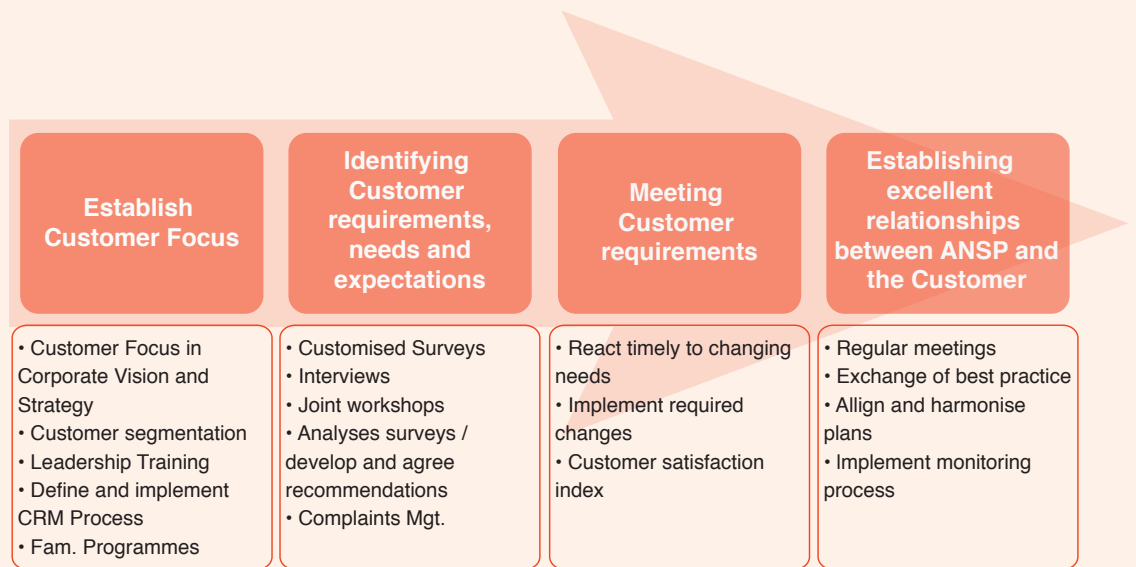 Establish
Customer Focus
Identifying
Customer
requirements,
needs and
expectations
Meeting
Customer
requirements
Establishing
excellent
relationships
between ANSP and
the Customer
• Customer Focus in
Corporate Vision and
Strategy
• Customer segmentation
• Leadership Training
• Define and implement
CRM Process
• Fam. Programmes
• Customised Surveys
• Interviews
• Joint workshops
• Analyses surveys /
develop and agree
recommendations
• Complaints Mgt.
• React timely to changing
needs
• Implement required
changes
• Customer satisfaction
index
• Regular meetings
• Exchange of best practice
• Allign and harmonise
plans
• Implement monitoring
process